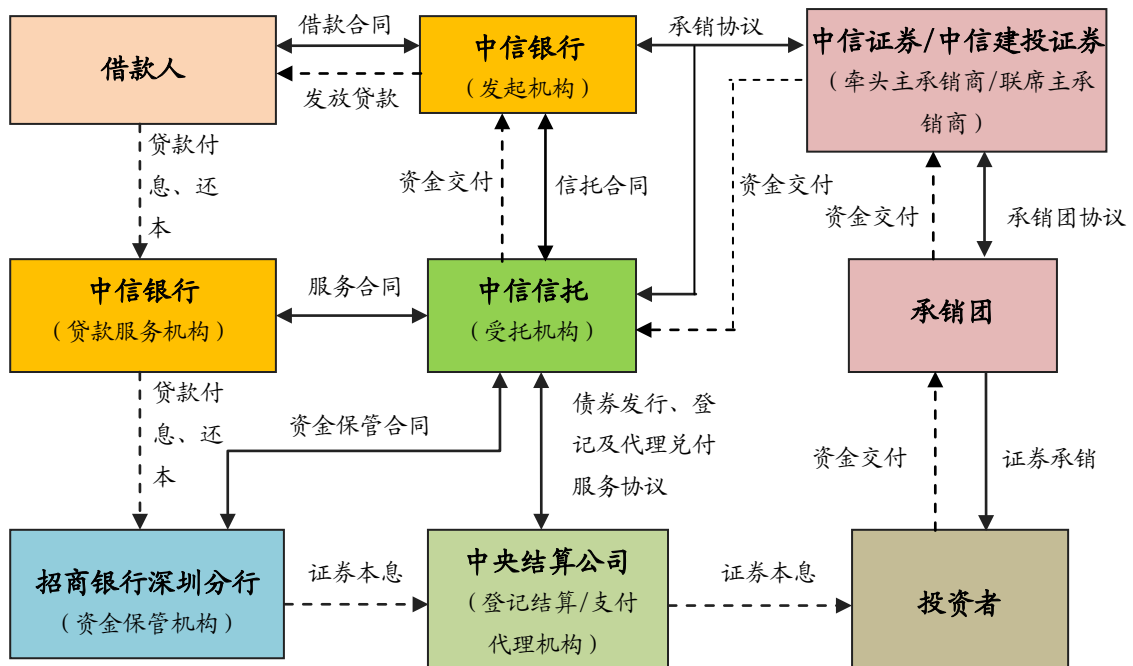 借款合同
承销协议
借款人
中信银行
（发起机构）
中信证券/中信建投证券
（牵头主承销商/联席主承
销商）
发放贷款
贷款付
息、还
本
资金交付
信托合同
资金交付
资金交付
承销团协议
中信银行
（贷款服务机构）
服务合同
中信信托
（受托机构）
承销团
贷款付
息、还
本
资金保管合同
债券发行、登
记及代理兑付
服务协议
资金交付
证券承销
招商银行深圳分行
（资金保管机构）
证券本息
中央结算公司
（登记结算/支付
代理机构）
证券本息
投资者